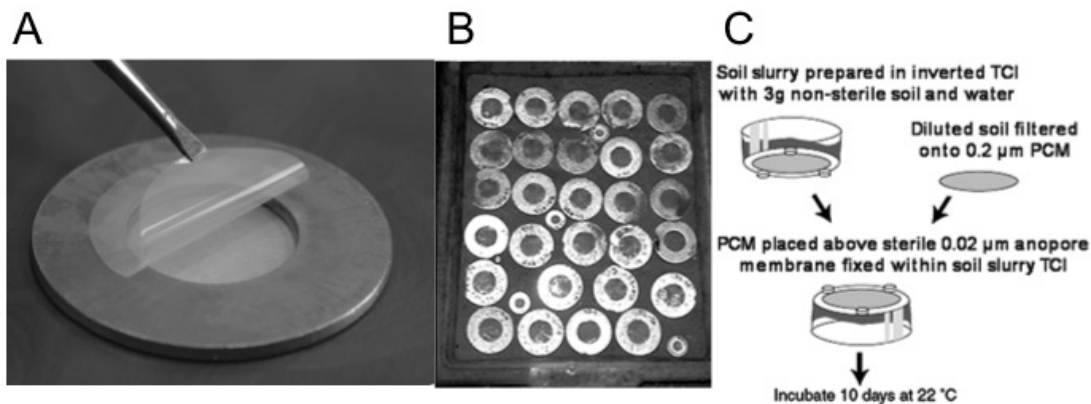 A
B
C
Soil slurry prepared in inverted TCI
with 3g non-sterile soil and water
Diluted soil filtered
onto 0.2 µm PCM
PCM placed above sterile 0.02 µm anopore
membrane fixed within soil slurry TCI
Incubate 10 days at 22 °C